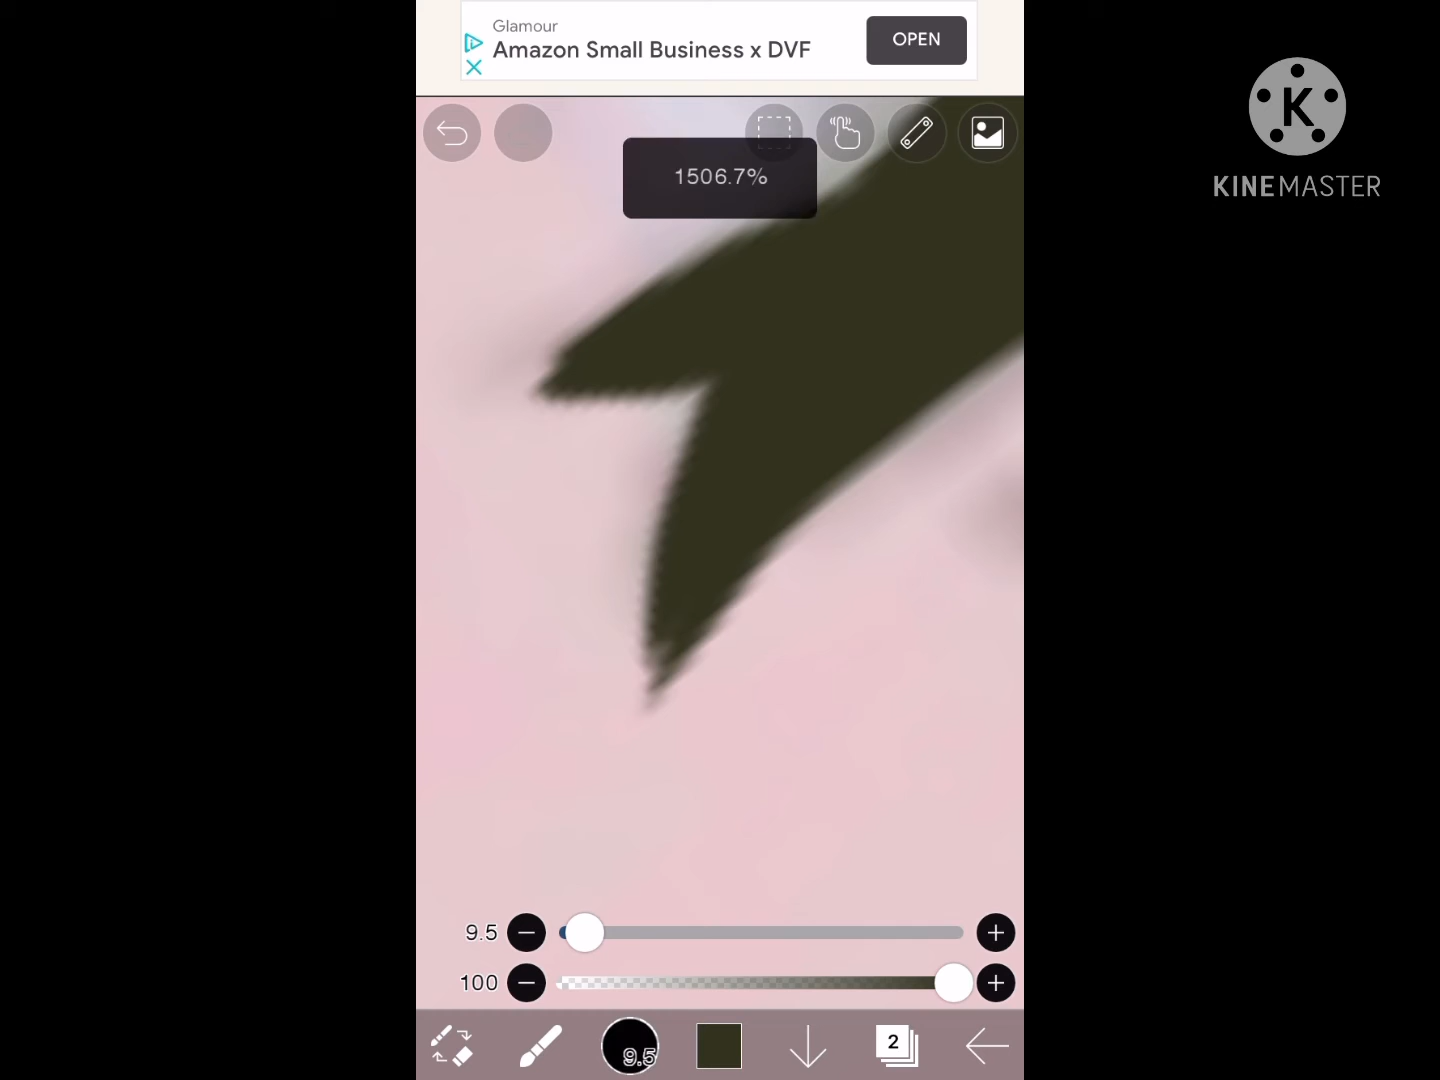 Glamour
Amazon Small Business x DVF
OPEN
K
KINEMASTER
1506.7%
9.5
100
9.5
2